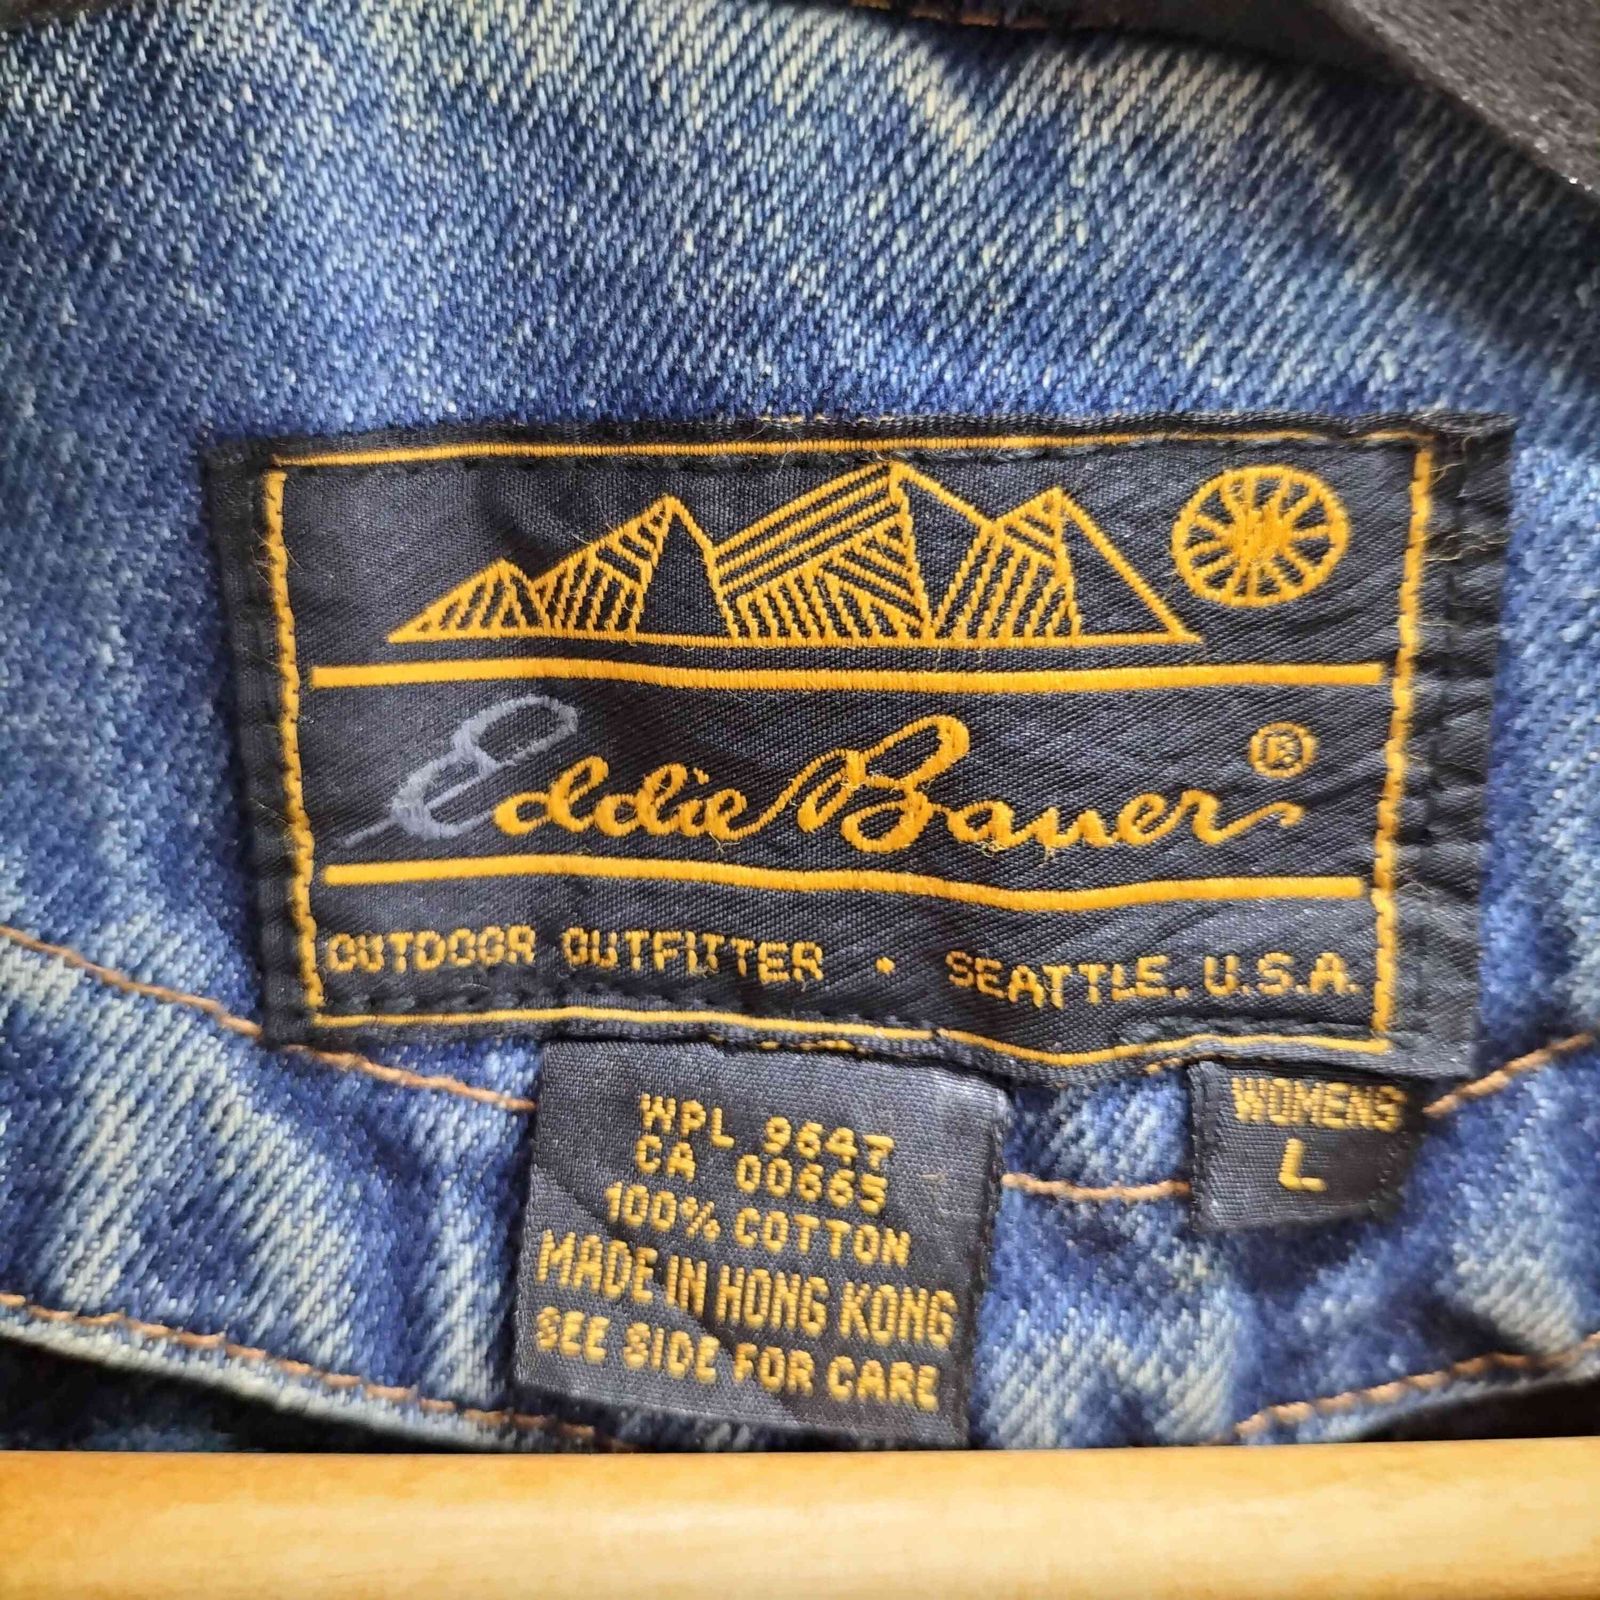 Eddie Bauer ®
OUTDOOR OUTFITTER • SEATTLE, U.S.A.
WPL 9647
CA 00665
100% COTTON
MADE IN HONG KONG
SEE SIDE FOR CARE
WOMENS
L